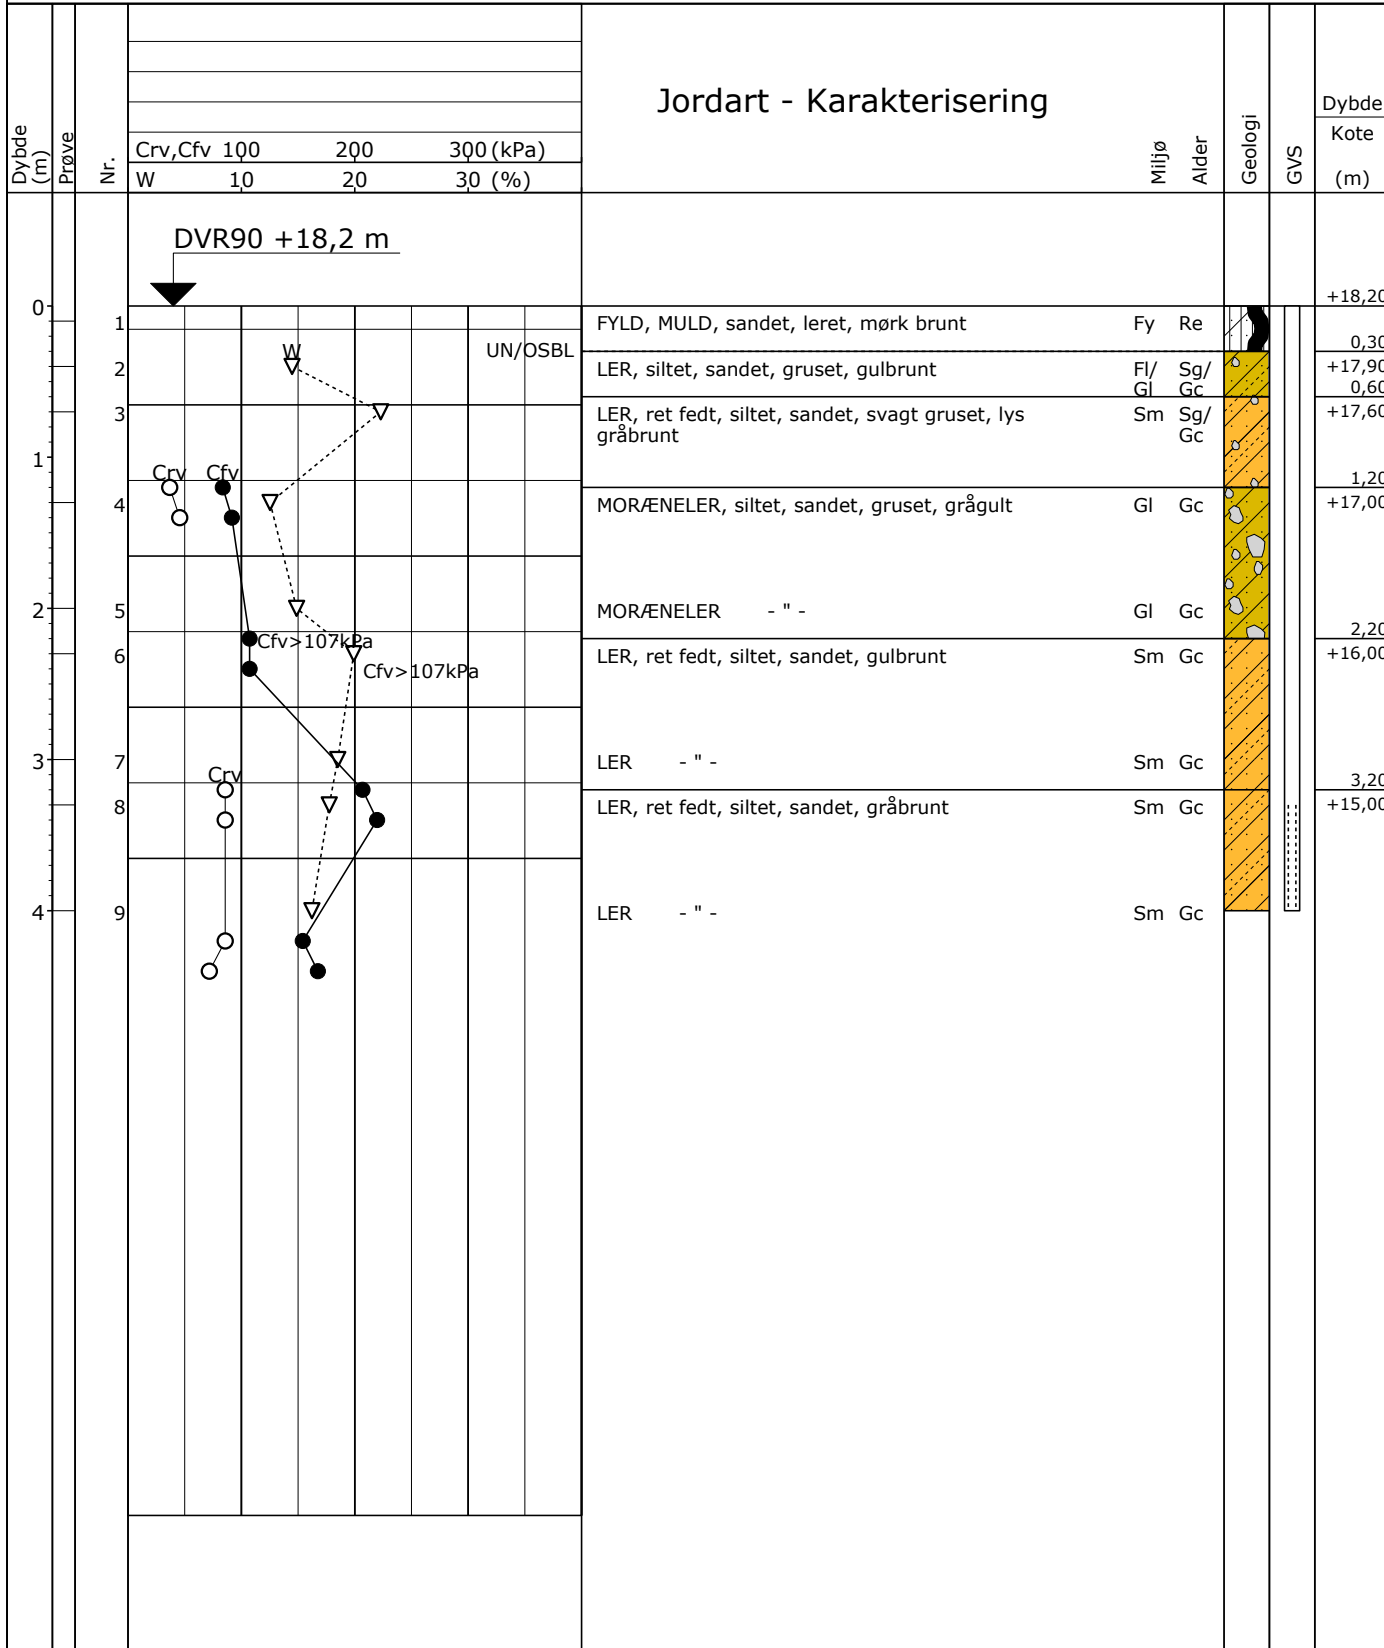 Jordart - Karakterisering
Dybde (m)
Prøve
Nr.
Crv,Cfv 100 200 300 (kPa)
W 10 20 30 (%)
Miljø
Alder
Geologi
GVS
Dybde
Kote
(m)
DVR90 +18,2 m
0
+18,20
1 FYLD, MULD, sandet, leret, mørk brunt Fy Re
0,30
W UN/OSBL
2 LER, siltet, sandet, gruset, gulbrunt Fl/ Sg/ +17,90
Gl Gc 0,60
3 LER, ret fedt, siltet, sandet, svagt gruset, lys Sm Sg/ +17,60
gråbrunt Gc
1
Crv Cfv 1,20
4 MORÆNELER, siltet, sandet, gruset, grågult Gl Gc +17,00
2 5 MORÆNELER - " - Gl Gc
2,20
Cfv>107kPa
6 LER, ret fedt, siltet, sandet, gulbrunt Sm Gc +16,00
Cfv>107kPa
3 7 LER - " - Sm Gc
Crv 3,20
8 LER, ret fedt, siltet, sandet, gråbrunt Sm Gc +15,00
4 9 LER - " - Sm Gc